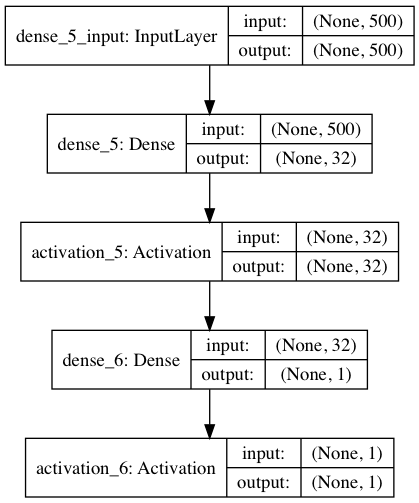 dense_5_input: InputLayer
input: (None, 500)
output: (None, 500)
dense_5: Dense
input: (None, 500)
output: (None, 32)
activation_5: Activation
input: (None, 32)
output: (None, 32)
dense_6: Dense
input: (None, 32)
output: (None, 1)
activation_6: Activation
input: (None, 1)
output: (None, 1)